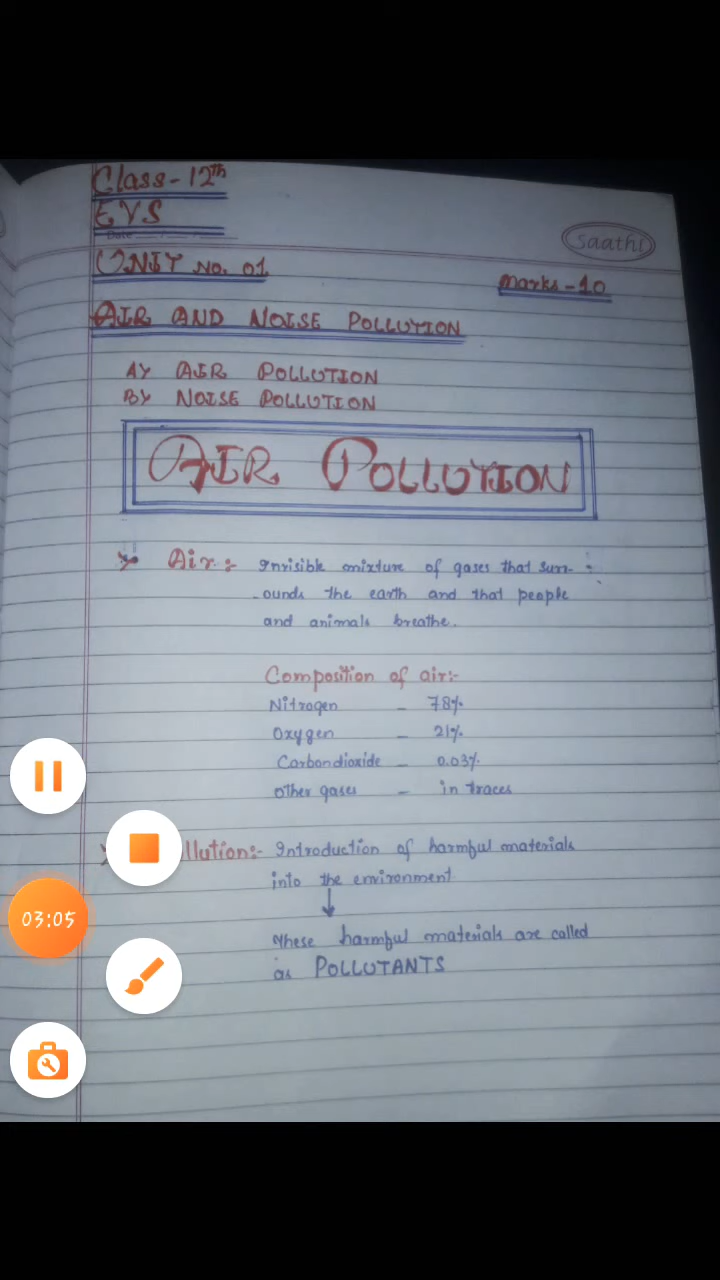 Class-12th
EVS
Date
Saathi
UNIT NO. 01
Marks-10
AIR AND NOISE POLLUTION
A> AIR POLLUTION
B> NOISE POLLUTION
AIR POLLUTION
> Air:- Invisible mixture of gases that surr-
-ounds the earth and that people
and animals breathe.
Composition of air:-
Nitrogen - 78%
Oxygen - 21%
Carbondioxide - 0.03%
Other gases - in traces
llution:- Introduction of harmful materials
into the environment
↓
These harmful materials are called
as POLLUTANTS
03:05